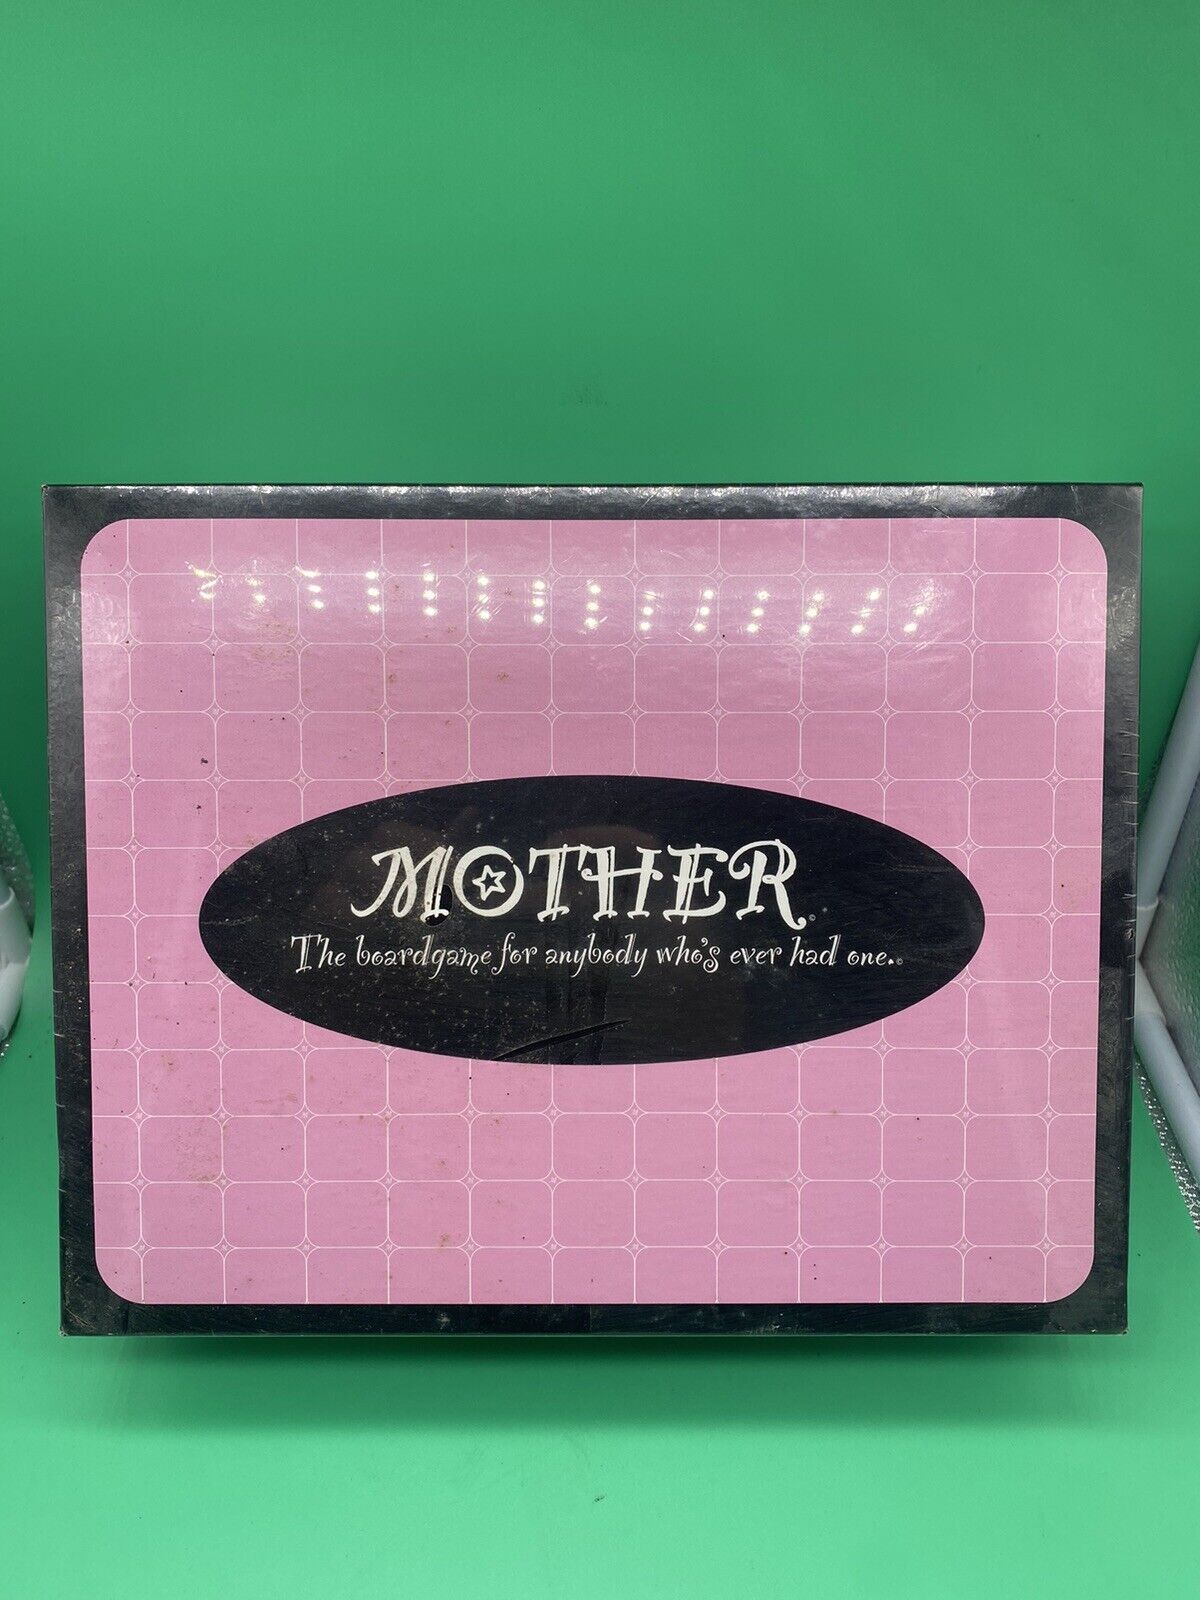 MOTHER©
The boardgame for anybody who's ever had one.©